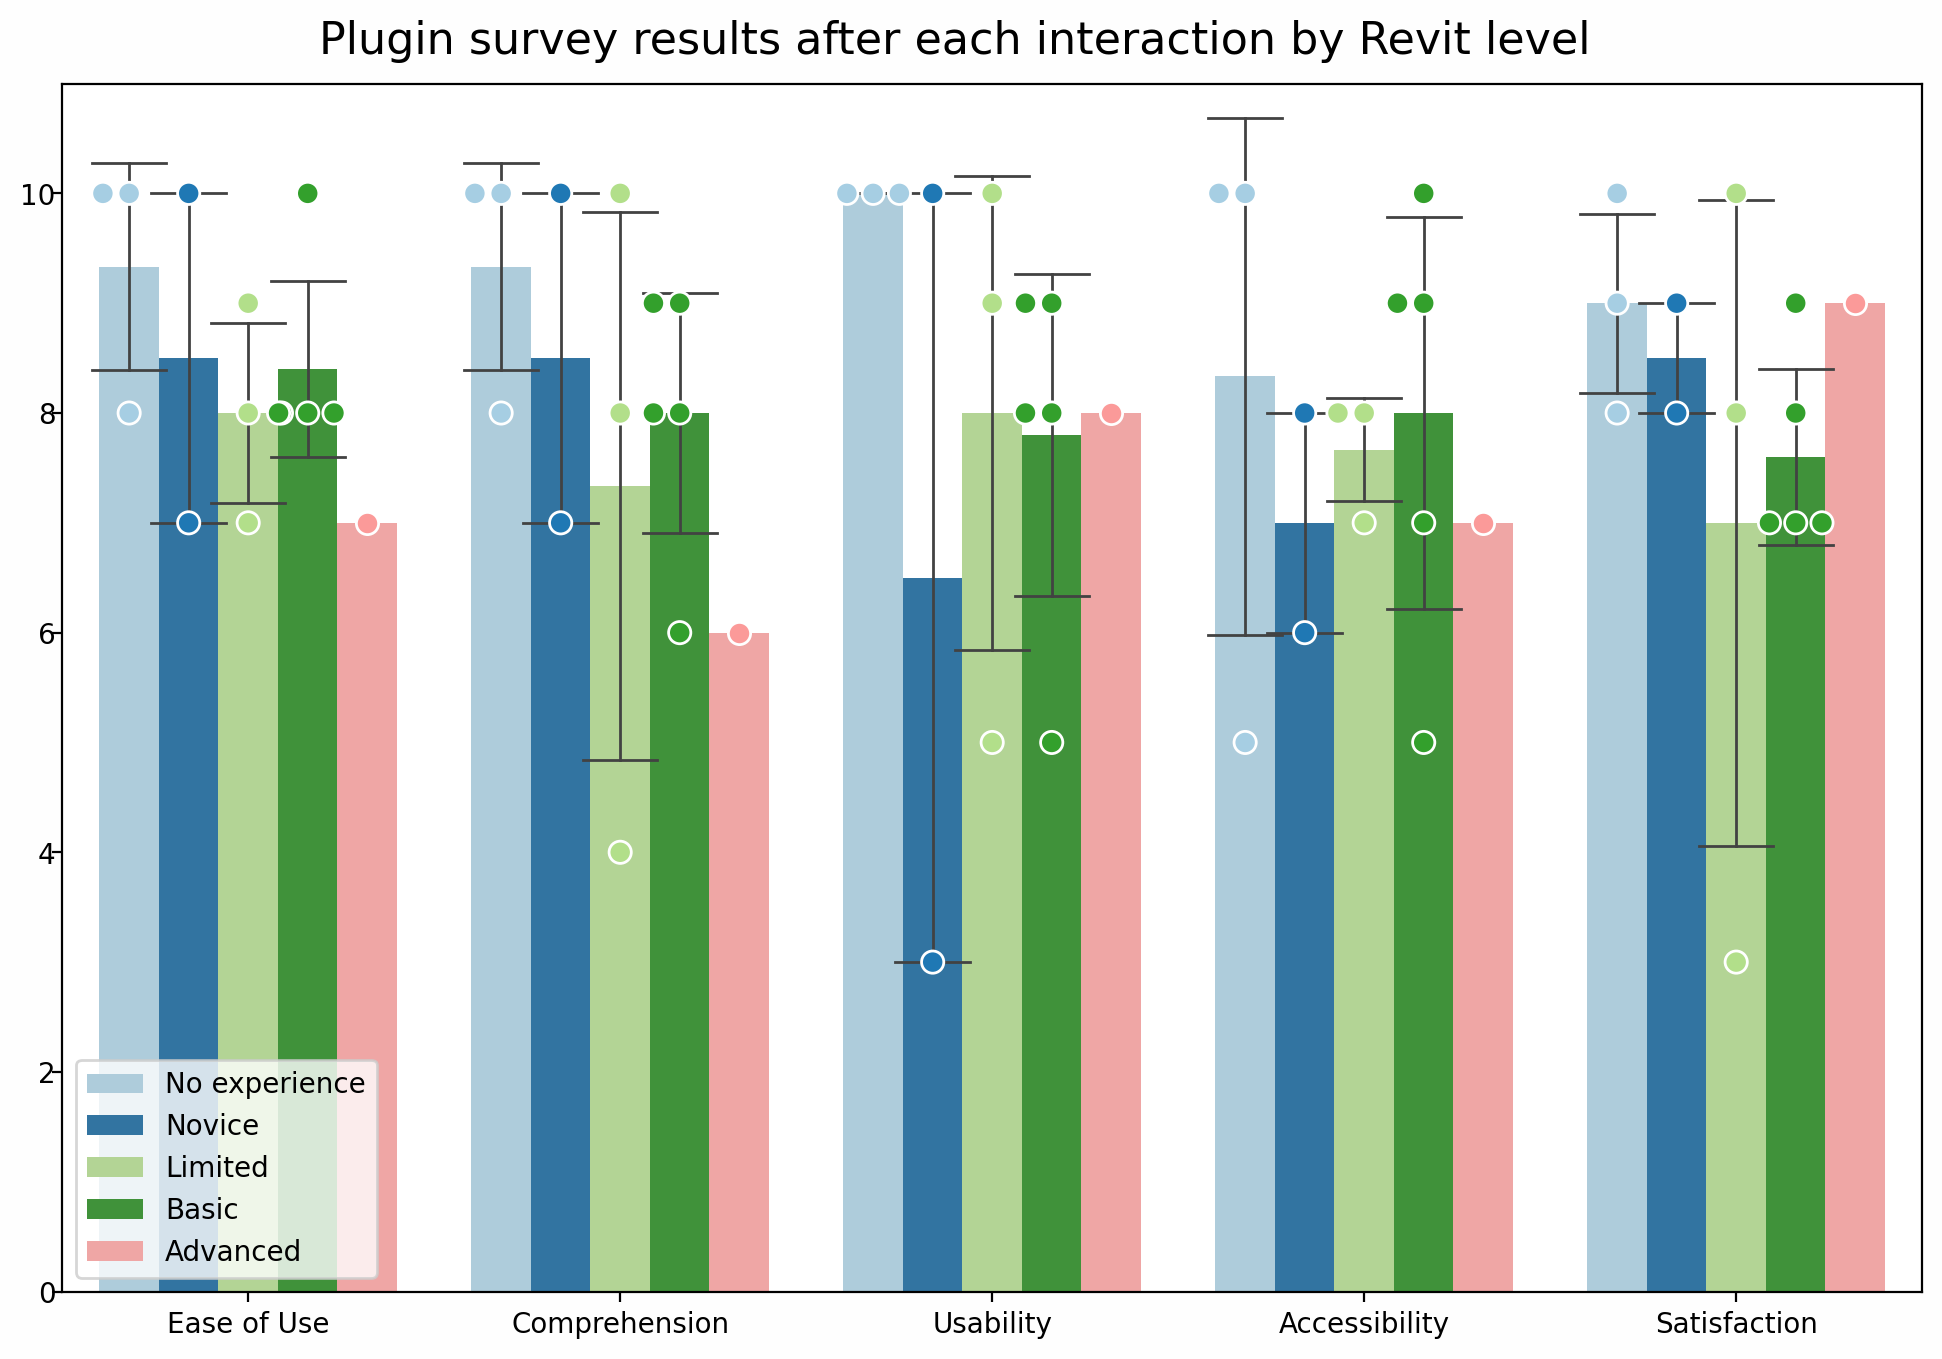 Plugin survey results after each interaction by Revit level
10
8
6
4
2
0
No experience
Novice
Limited
Basic
Advanced
Ease of Use
Comprehension
Usability
Accessibility
Satisfaction